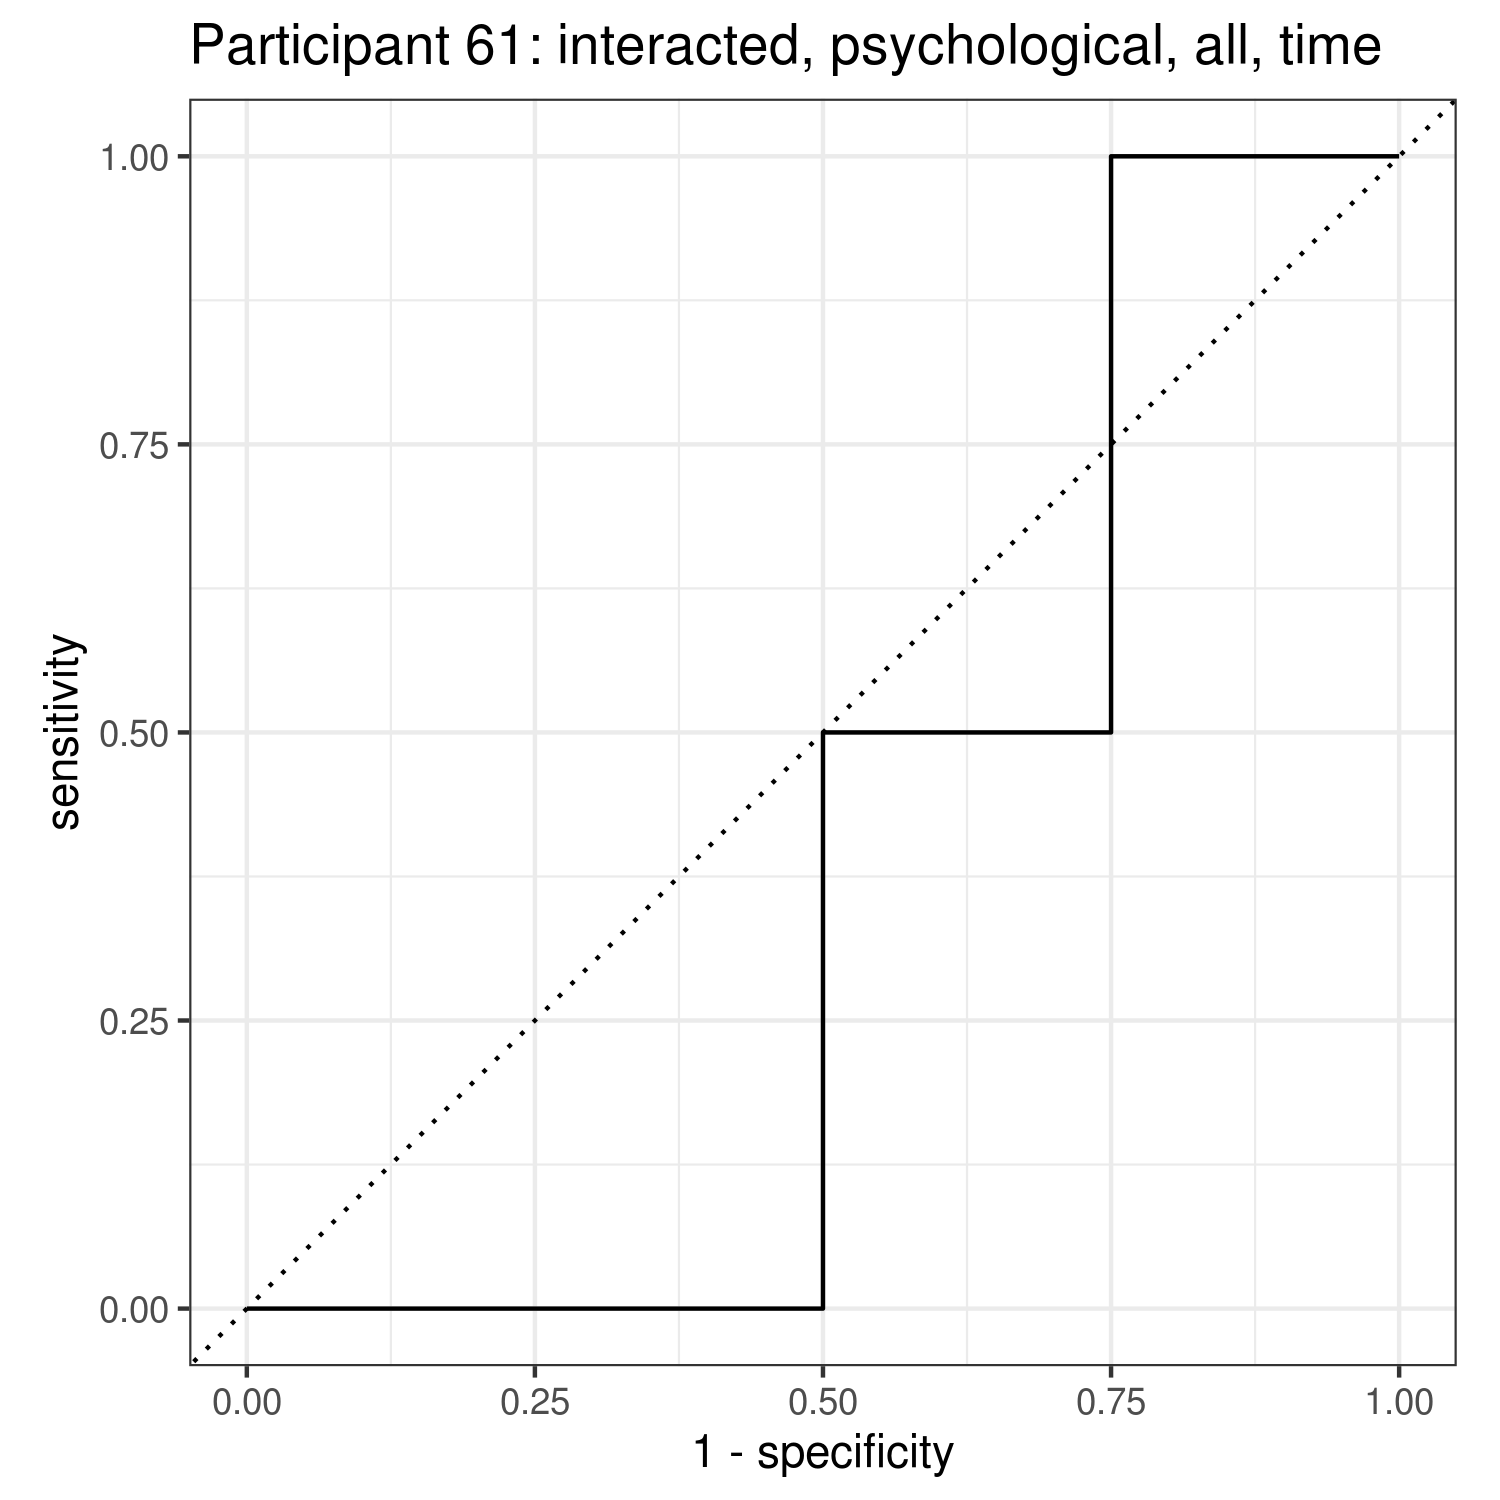 Participant 61: interacted, psychological, all, time
1.00
0.75
0.50
0.25
0.00
sensitivity
0.00 0.25 0.50 0.75 1.00
1 - specificity